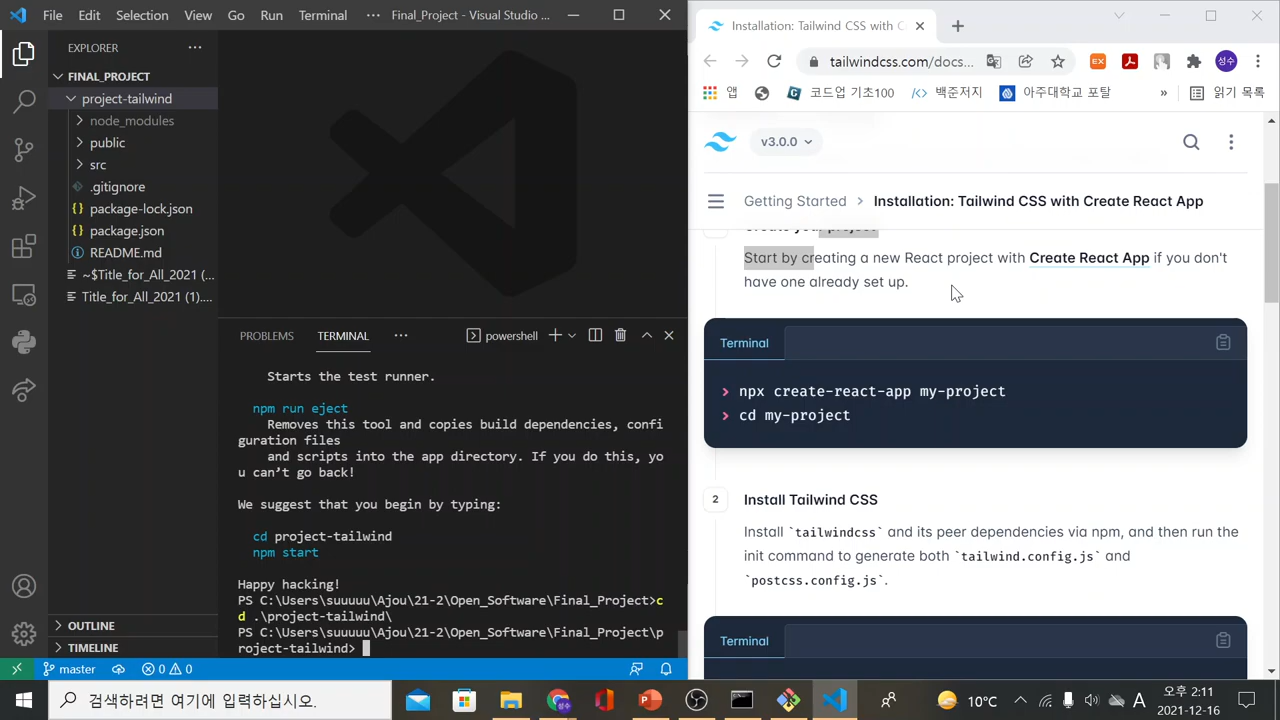 File Edit Selection View Go Run Terminal ··· Final_Project - Visual Studio ...
EXPLORER
FINAL_PROJECT
project-tailwind
node_modules
public
src
.gitignore
package-lock.json
package.json
README.md
~$Title_for_All_2021 (...
Title_for_All_2021 (1)....
OUTLINE
TIMELINE
PROBLEMS TERMINAL ··· powershell
Starts the test runner.
npm run eject
Removes this tool and copies build dependencies, confi
guration files
and scripts into the app directory. If you do this, yo
u can’t go back!
We suggest that you begin by typing:
cd project-tailwind
npm start
Happy hacking!
PS C:\Users\suuuuu\Ajou\21-2\Open_Software\Final_Project>c
d .\project-tailwind\
PS C:\Users\suuuuu\Ajou\21-2\Open_Software\Final_Project\p
roject-tailwind>
master 0 0
Installation: Tailwind CSS with C
tailwindcss.com/docs...
EX
성수
앱 코드업 기초100 </> 백준저지 아주대학교 포탈 » 읽기 목록
v3.0.0
Getting Started > Installation: Tailwind CSS with Create React App
Create your project
Start by creating a new React project with Create React App if you don't
have one already set up.
Terminal
> npx create-react-app my-project
> cd my-project
2 Install Tailwind CSS
Install `tailwindcss` and its peer dependencies via npm, and then run the
init command to generate both `tailwind.config.js` and
`postcss.config.js`.
Terminal
검색하려면 여기에 입력하십시오.
10°C
A
오후 2:11
2021-12-16